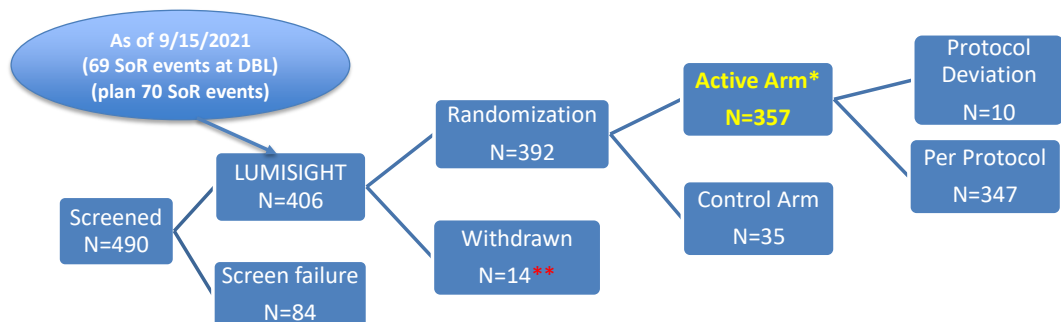 As of 9/15/2021
(69 SoR events at DBL)
(plan 70 SoR events)
Screened
N=490
LUMISIGHT
N=406
Screen failure
N=84
Randomization
N=392
Withdrawn
N=14**
Active Arm*
N=357
Control Arm
N=35
Protocol
Deviation
N=10
Per Protocol
N=347